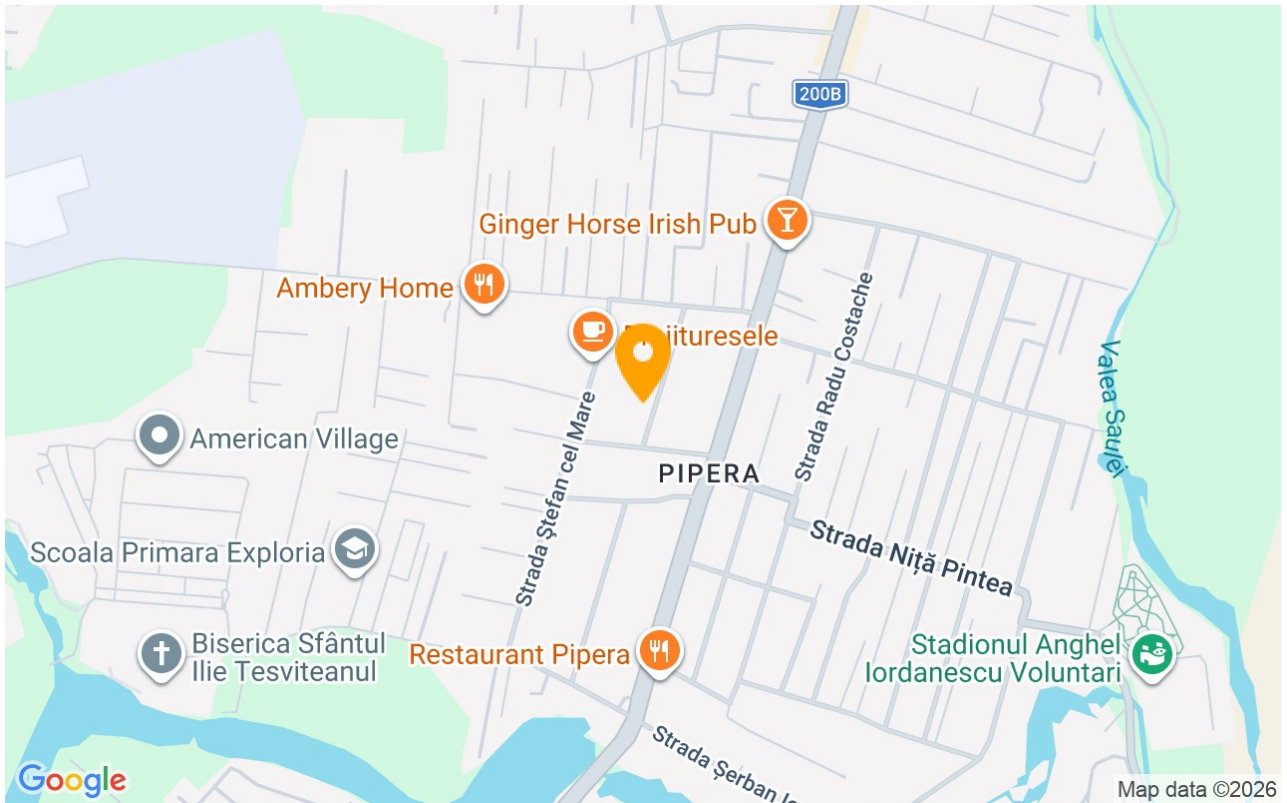 200B
Ginger Horse Irish Pub
Ambery Home
Strada Radu Costache
Valea Saulei
American Village
Strada Ștefan cel Mare
PIPERA
Scoala Primara Exploria
Strada Niță Pintea
Biserica Sfântul
Ilie Tesviteanul
Restaurant Pipera
Stadionul Anghel
Iordanescu Voluntari
Strada Șerban
Google
Map data ©2026